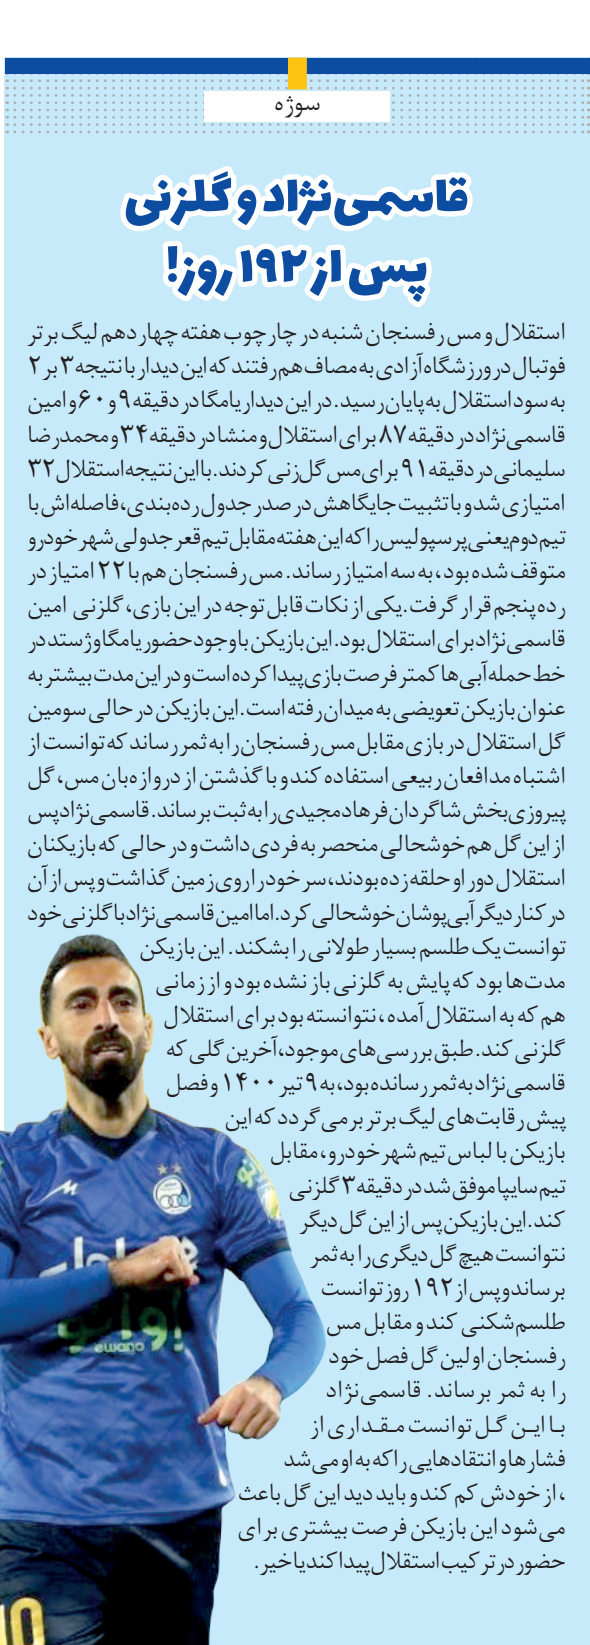 سوژه
قاسمی‌نژاد و گلزنی
پس از ۱۹۲ روز!
استقلال و مس رفسنجان شنبه در چارچوب هفته چهاردهم لیگ برتر
فوتبال در ورزشگاه آزادی به مصاف هم رفتند که این دیدار با نتیجه ۳ بر ۲
به سود استقلال به پایان رسید. در این دیدار یامگا در دقیقه ۹ و ۶۰ و امین
قاسمی‌نژاد در دقیقه ۸۷ برای استقلال و منشا در دقیقه ۳۴ و محمدرضا
سلیمانی در دقیقه ۹۱ برای مس گل‌زنی کردند. با این نتیجه استقلال ۳۲
امتیازی شد و با تثبیت جایگاهش در صدر جدول رده‌بندی، فاصله‌اش با
تیم دوم یعنی پرسپولیس را که این هفته مقابل تیم قعر جدولی شهر خودرو
متوقف شده بود، به سه امتیاز رساند. مس رفسنجان هم با ۲۲ امتیاز در
رده پنجم قرار گرفت. یکی از نکات قابل توجه در این بازی، گلزنی امین
قاسمی‌نژاد برای استقلال بود. این بازیکن با وجود حضور یامگا و ژستد در
خط حمله آبی‌ها کمتر فرصت بازی پیدا کرده است و در این مدت بیشتر به
عنوان بازیکن تعویضی به میدان رفته است. این بازیکن در حالی سومین
گل استقلال در بازی مقابل مس رفسنجان را به ثمر رساند که توانست از
اشتباه مدافعان ربیعی استفاده کند و با گذشتن از دروازه‌بان مس، گل
پیروزی‌بخش شاگردان فرهاد مجیدی را به ثبت برساند. قاسمی‌نژاد پس
از این گل هم خوشحالی منحصر به فردی داشت و در حالی که بازیکنان
استقلال دور او حلقه زده بودند، سر خود را روی زمین گذاشت و پس از آن
در کنار دیگر آبی‌پوشان خوشحالی کرد. اما امین قاسمی‌نژاد با گلزنی خود
توانست یک طلسم بسیار طولانی را بشکند. این بازیکن
مدت‌ها بود که پایش به گلزنی باز نشده بود و از زمانی
هم که به استقلال آمده، نتوانسته بود برای استقلال
گلزنی کند. طبق بررسی‌های موجود، آخرین گلی که
قاسمی‌نژاد به ثمر رسانده بود، به ۹ تیر ۱۴۰۰ و فصل
پیش رقابت‌های لیگ برتر برمی گردد که این
بازیکن با لباس تیم شهر خودرو، مقابل
تیم سایپا موفق شد در دقیقه ۳ گلزنی
کند. این بازیکن پس از این گل دیگر
نتوانست هیچ گل دیگری را به ثمر
برساند و پس از ۱۹۲ روز توانست
طلسم‌شکنی کند و مقابل مس
رفسنجان اولین گل فصل خود
را به ثمر برساند. قاسمی‌نژاد
بـا ایـن گـل توانست مـقـداری از
فشارها و انتقادهایی را که به او می‌شد
، از خودش کم کند و باید دید این گل باعث
می‌شود این بازیکن فرصت بیشتری برای
حضور در ترکیب استقلال پیدا کند یا خیر.
ewano